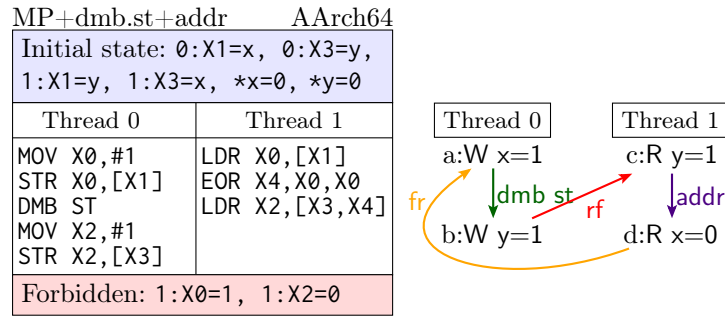 MP+dmb.st+addr AArch64
Initial state: 0:X1=x, 0:X3=y,
1:X1=y, 1:X3=x, *x=0, *y=0
Thread 0 Thread 1
MOV X0,#1 LDR X0,[X1]
STR X0,[X1] EOR X4,X0,X0
DMB ST LDR X2,[X3,X4]
MOV X2,#1
STR X2,[X3]
Forbidden: 1:X0=1, 1:X2=0
Thread 0 Thread 1
a:W x=1 c:R y=1
fr dmb st rf addr
b:W y=1 d:R x=0